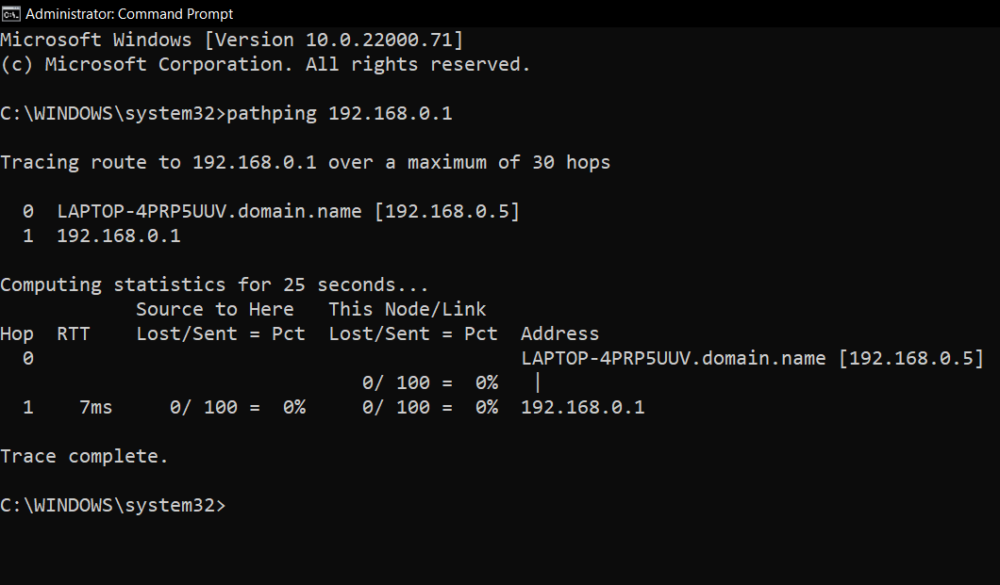 Administrator: Command Prompt
Microsoft Windows [Version 10.0.22000.71]
(c) Microsoft Corporation. All rights reserved.

C:\WINDOWS\system32>pathping 192.168.0.1

Tracing route to 192.168.0.1 over a maximum of 30 hops

  0  LAPTOP-4PRP5UUV.domain.name [192.168.0.5]
  1  192.168.0.1

Computing statistics for 25 seconds...
            Source to Here   This Node/Link
Hop  RTT    Lost/Sent = Pct  Lost/Sent = Pct  Address
  0                                           LAPTOP-4PRP5UUV.domain.name [192.168.0.5]
                                0/ 100 =  0%   |
  1    7ms     0/ 100 =  0%     0/ 100 =  0%  192.168.0.1

Trace complete.

C:\WINDOWS\system32>